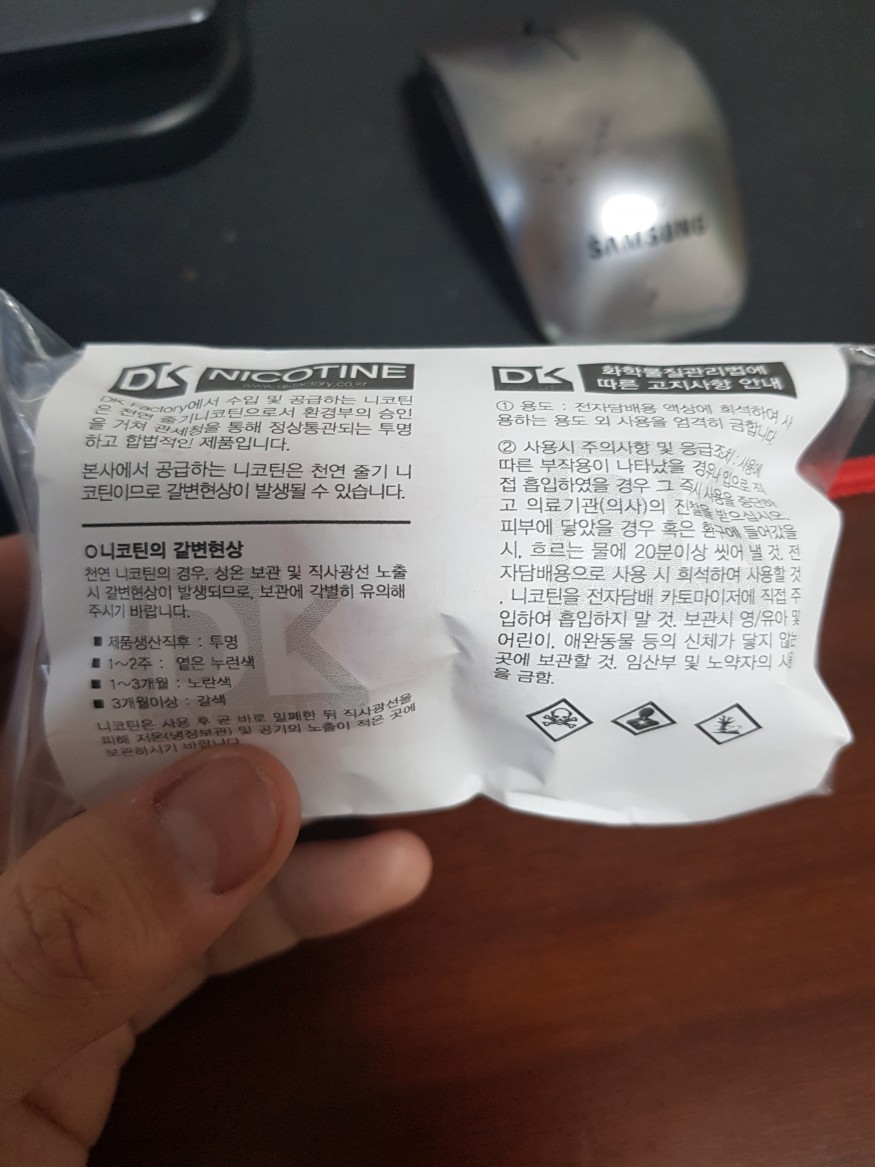 SAMSUNG
DK NICOTINE
DK Factory에서 수입 및 공급하는 니코틴
은 천연 줄기니코틴으로서 환경부의 승인
을 거쳐 관세청을 통해 정상통관되는 투명
하고 합법적인 제품입니다.
본사에서 공급하는 니코틴은 천연 줄기 니
코틴이므로 갈변현상이 발생될 수 있습니다.
○니코틴의 갈변현상
천연 니코틴의 경우, 상온 보관 및 직사광선 노출
시 갈변현상이 발생되므로, 보관에 각별히 유의해
주시기 바랍니다.
■ 제품생산직후 : 투명
■ 1~2주 : 옅은 누런색
■ 1~3개월 : 노란색
■ 3개월이상 : 갈색
니코틴은 사용 후 곧 바로 밀폐한 뒤 직사광선을
피해 저온(냉장보관) 및 공기의 노출이 적은 곳에
보관하시기 바랍니다
DK 화학물질관리법에
따른 고지사항 안내
① 용도 : 전자담배용 액상에 희석하여 사
용하는 용도 외 사용을 엄격히 금합니다.
② 사용시 주의사항 및 응급조치 : 사용에
따른 부작용이 나타났을 경우나 입으로 직
접 흡입하였을 경우 그 즉시 사용을 중단하
고 의료기관(의사)의 진찰을 받으십시오.
피부에 닿았을 경우 혹은 환구에 들어갔을
시, 흐르는 물에 20분이상 씻어 낼 것. 전
자담배용으로 사용 시 희석하여 사용할 것
. 니코틴을 전자담배 카토마이저에 직접 주
입하여 흡입하지 말 것. 보관시 영/유아 및
어린이, 애완동물 등의 신체가 닿지 않는
곳에 보관할 것. 임산부 및 노약자의 사용
을 금함.
DK